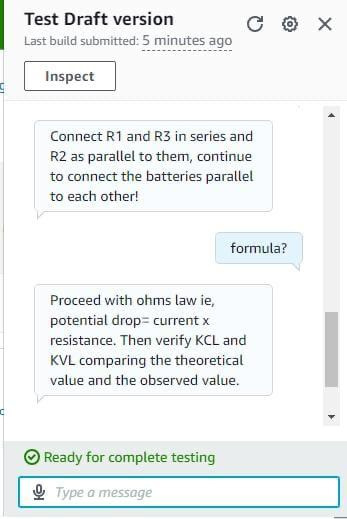 Test Draft version
Last build submitted: 5 minutes ago
Inspect
Connect R1 and R3 in series and
R2 as parallel to them, continue
to connect the batteries parallel
to each other!
formula?
Proceed with ohms law ie,
potential drop= current x
resistance. Then verify KCL and
KVL comparing the theoretical
value and the observed value.
Ready for complete testing
Type a message